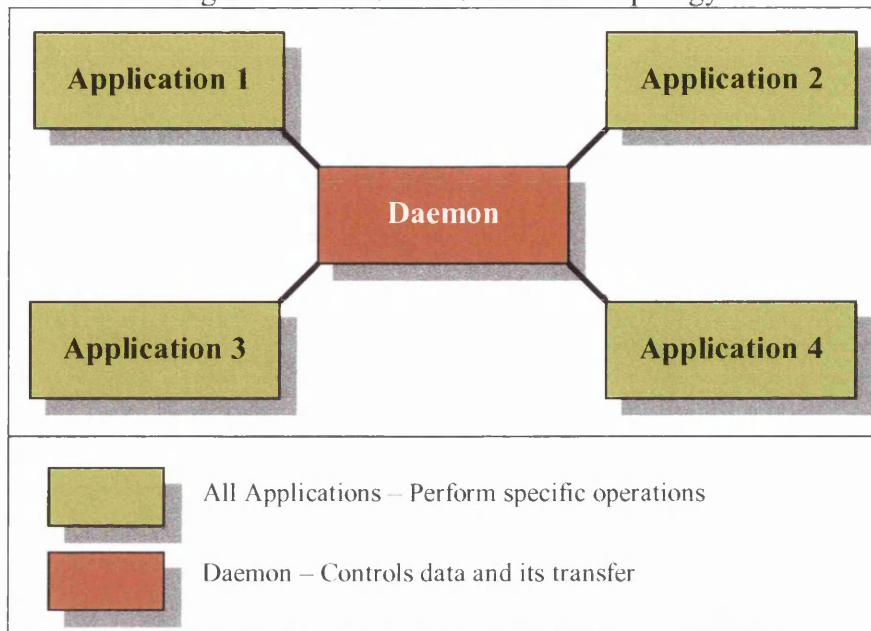 Application 1
Application 2
Daemon
Application 3
Application 4
All Applications – Perform specific operations
Daemon – Controls data and its transfer